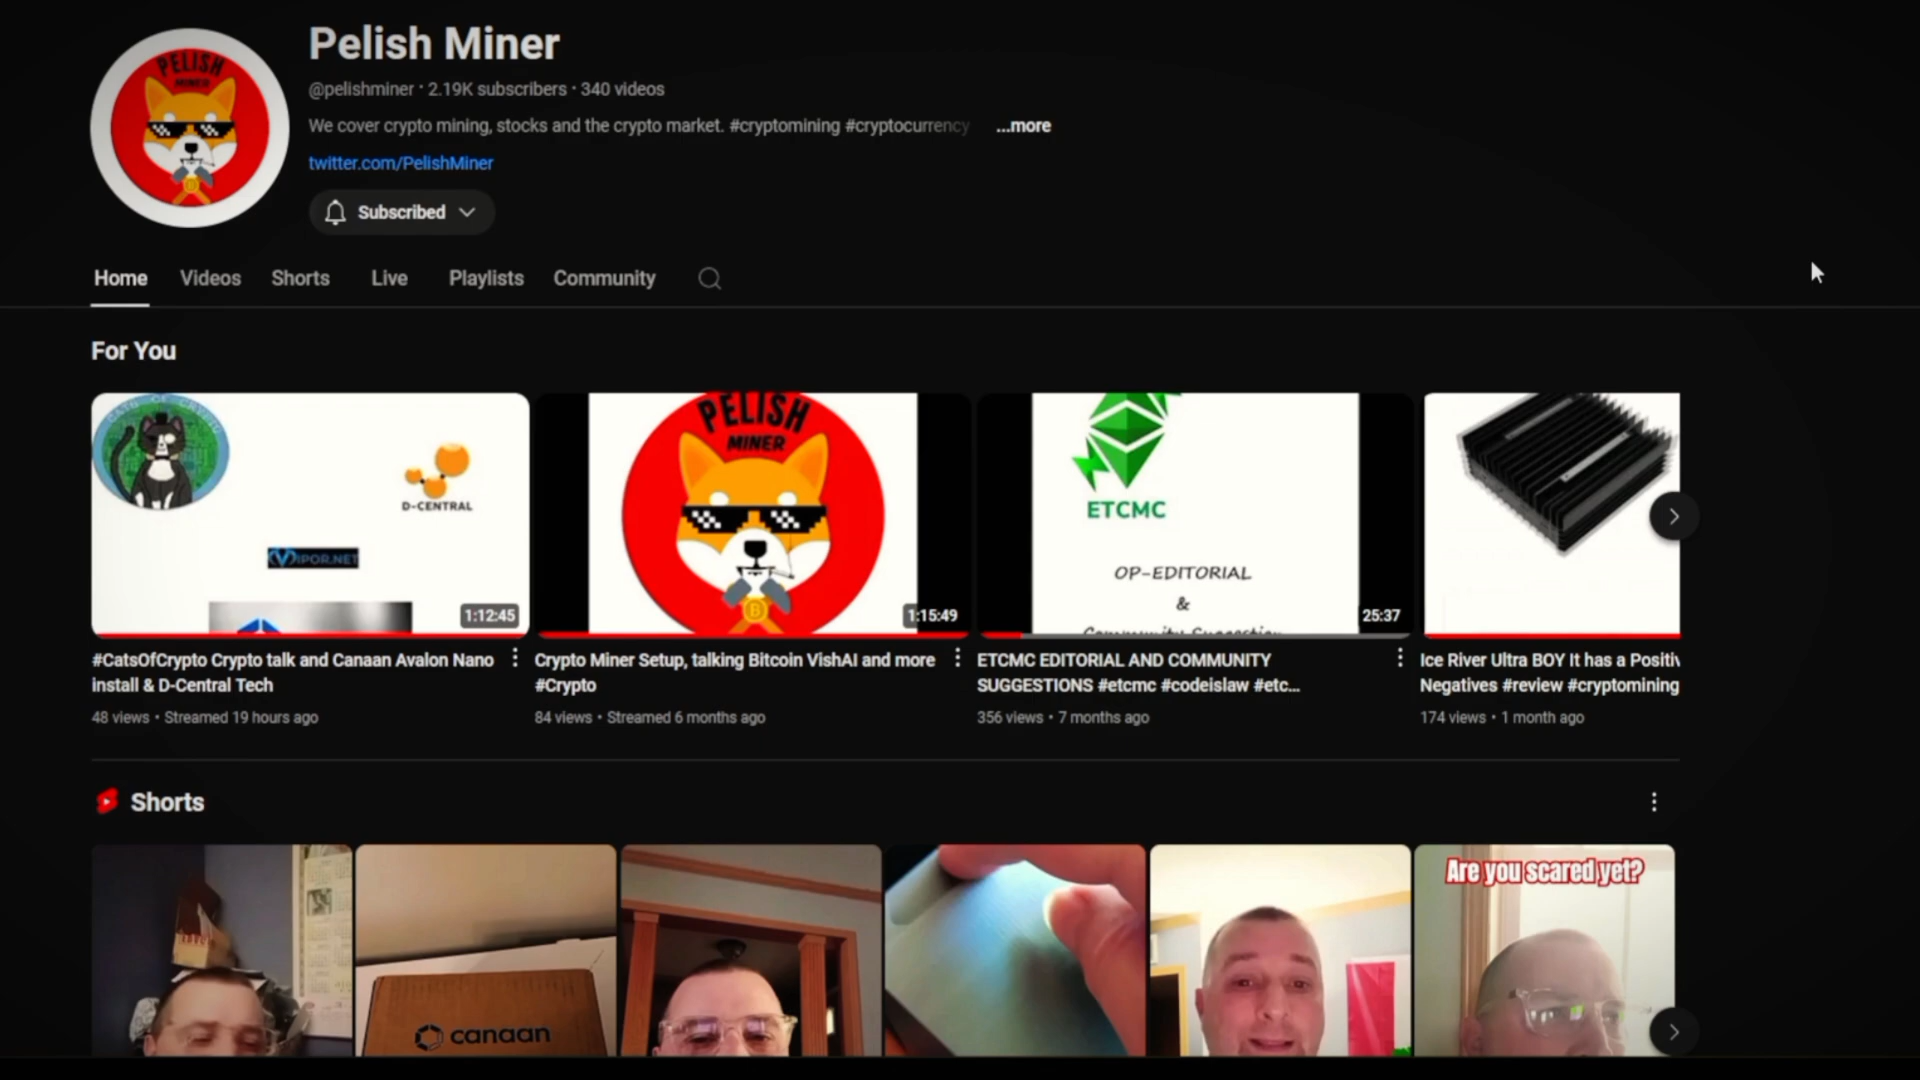 Pelish Miner
@pelishminer • 2.19K subscribers • 340 videos
We cover crypto mining, stocks and the crypto market. #cryptomining #cryptocurrency ...more
twitter.com/PelishMiner
Subscribed
Home Videos Shorts Live Playlists Community
For You
PELISH
MINER
D-CENTRAL
VIPOR.NET
1:12:45
PELISH
MINER
1:15:49
ETCMC
OP-EDITORIAL
&
25:37
#CatsOfCrypto Crypto talk and Canaan Avalon Nano
install & D-Central Tech
48 views • Streamed 19 hours ago
Crypto Miner Setup, talking Bitcoin VishAI and more
#Crypto
84 views • Streamed 6 months ago
ETCMC EDITORIAL AND COMMUNITY
SUGGESTIONS #etcmc #codeislaw #etc...
356 views • 7 months ago
Ice River Ultra BOY It has a Positiv
Negatives #review #cryptomining
174 views • 1 month ago
Shorts
canaan
Are you scared yet?